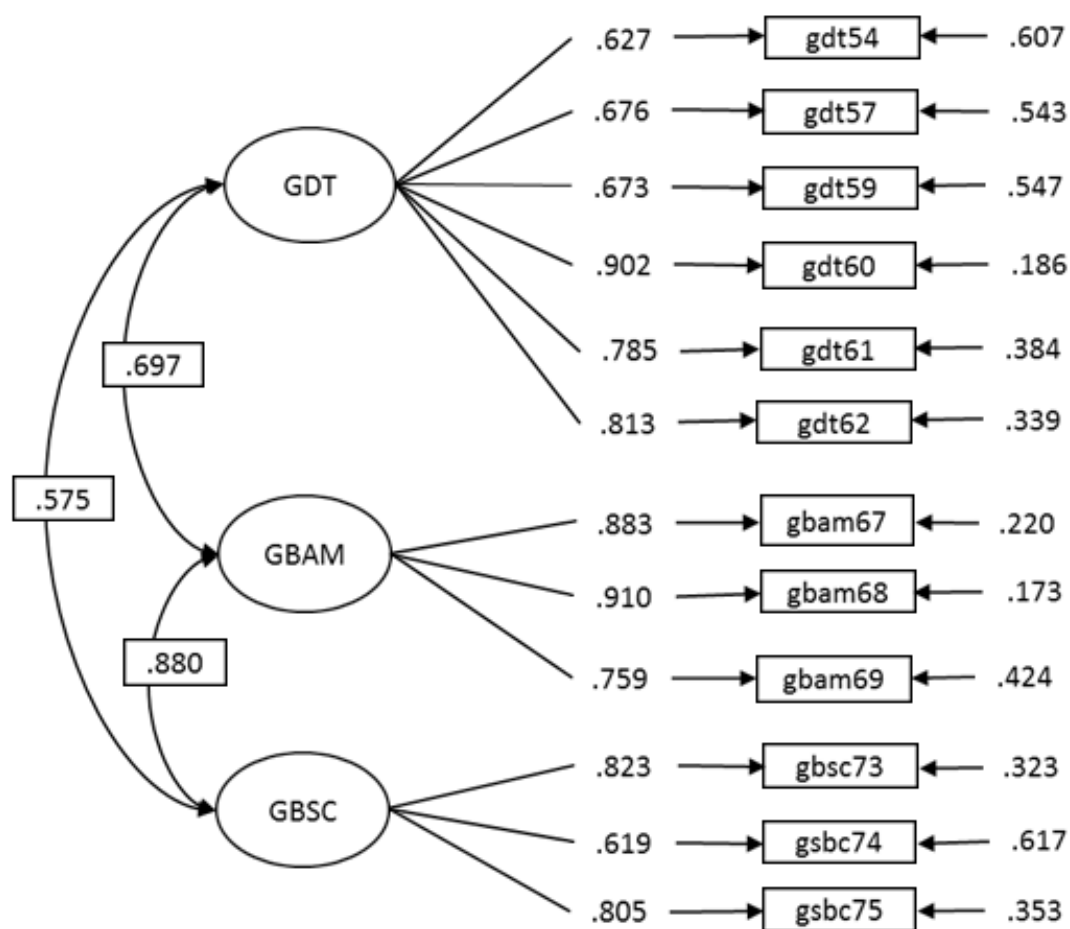 .627 gdt54 .607
.676 gdt57 .543
GDT .673 gdt59 .547
.902 gdt60 .186
.697 .785 gdt61 .384
.813 gdt62 .339
.575 .883 gbam67 .220
GBAM .910 gbam68 .173
.880 .759 gbam69 .424
.823 gbsc73 .323
GBSC .619 gsbc74 .617
.805 gsbc75 .353